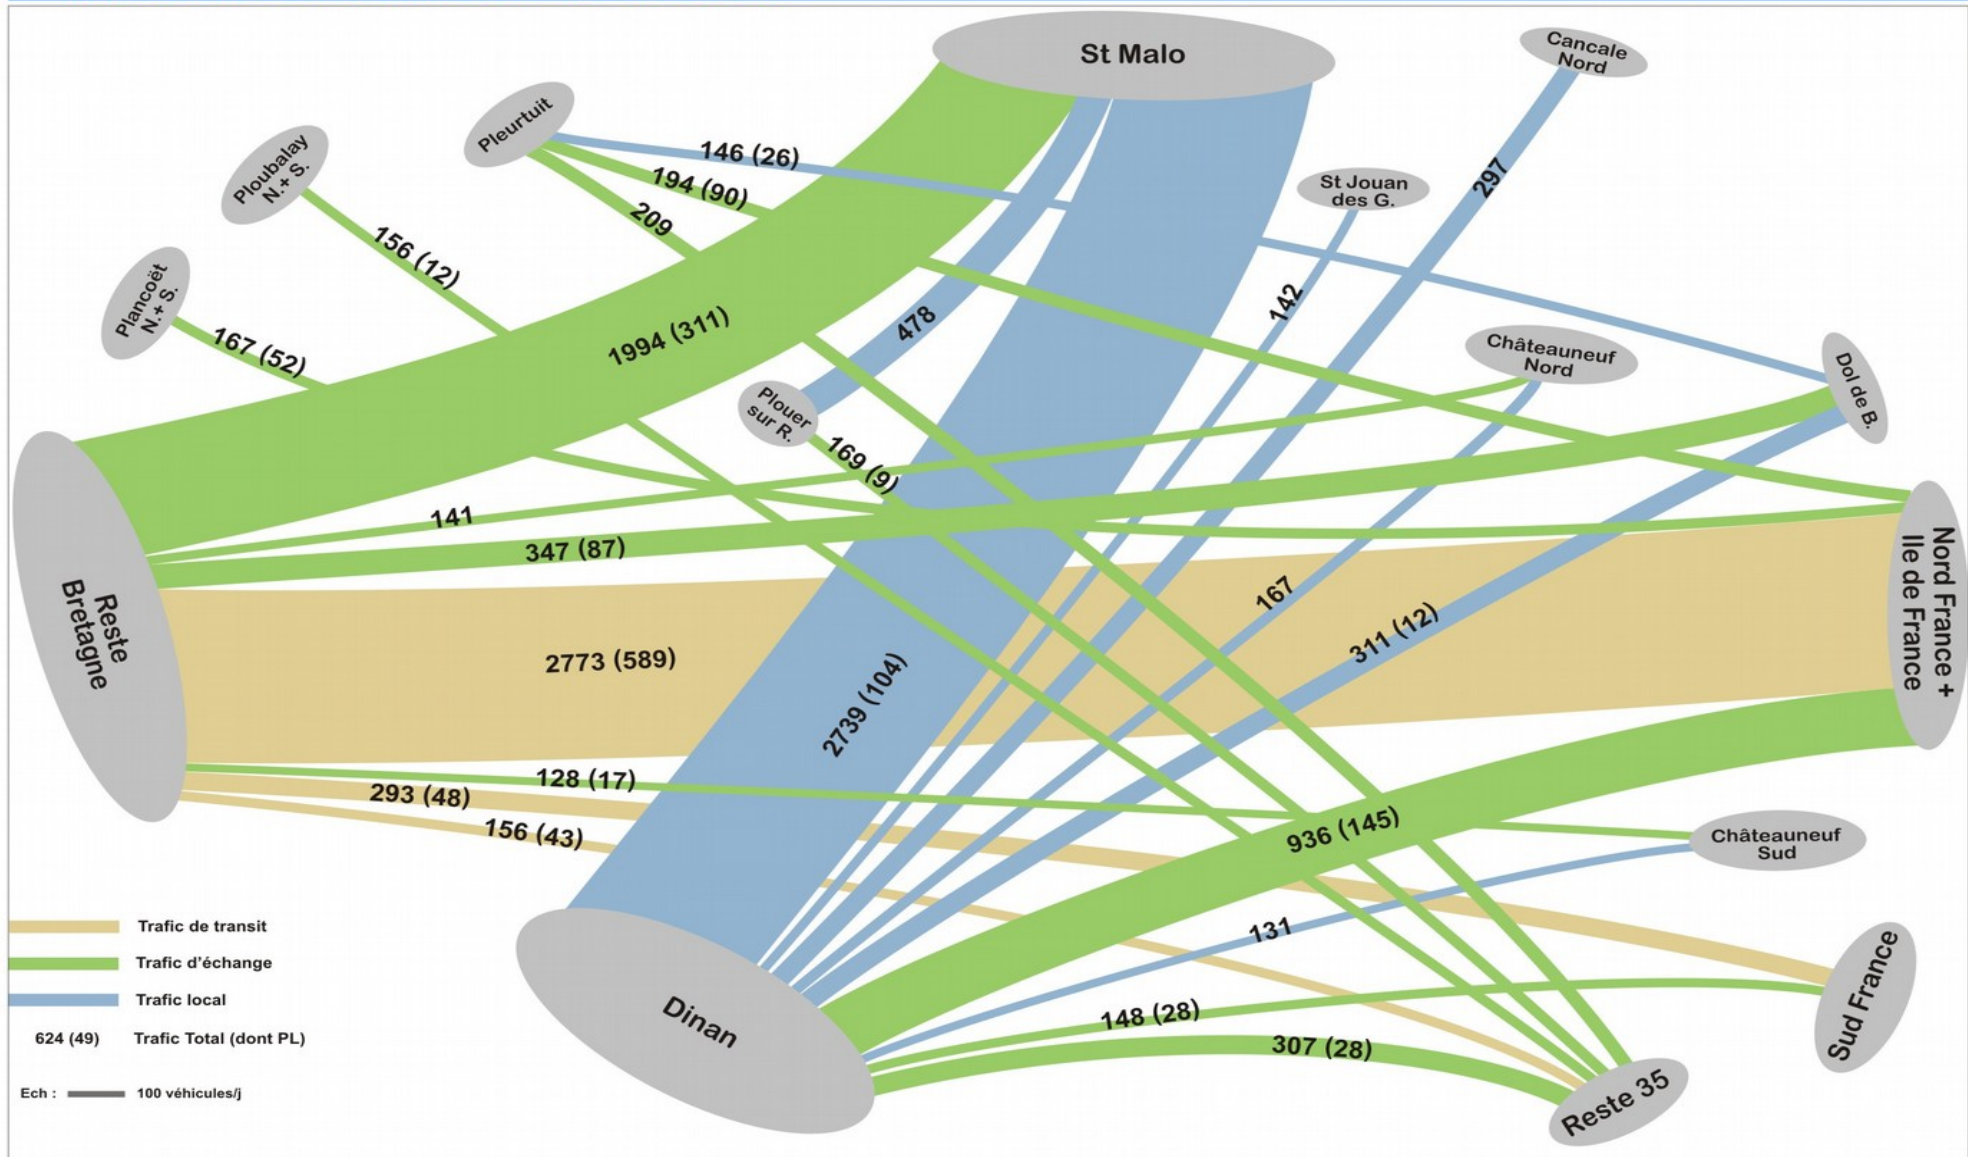 St Malo
Cancale
Nord
Pleurtuit
Ploubalay
N.+ S.
146 (26)
194 (90)
209
St Jouan
des G.
297
156 (12)
Plancoët
N.+ S.
167 (52)
142
478
1994 (311)
Châteauneuf
Nord
Dol de B.
Plouer
sur R.
169 (9)
141
347 (87)
Reste
Bretagne
2773 (589)
2739 (104)
167
311 (12)
Nord France +
Ile de France
128 (17)
293 (48)
156 (43)
936 (145)
Châteauneuf
Sud
131
Trafic de transit
Trafic d'échange
Trafic local
624 (49) Trafic Total (dont PL)
Ech : 100 véhicules/j
Dinan
148 (28)
307 (28)
Sud France
Reste 35